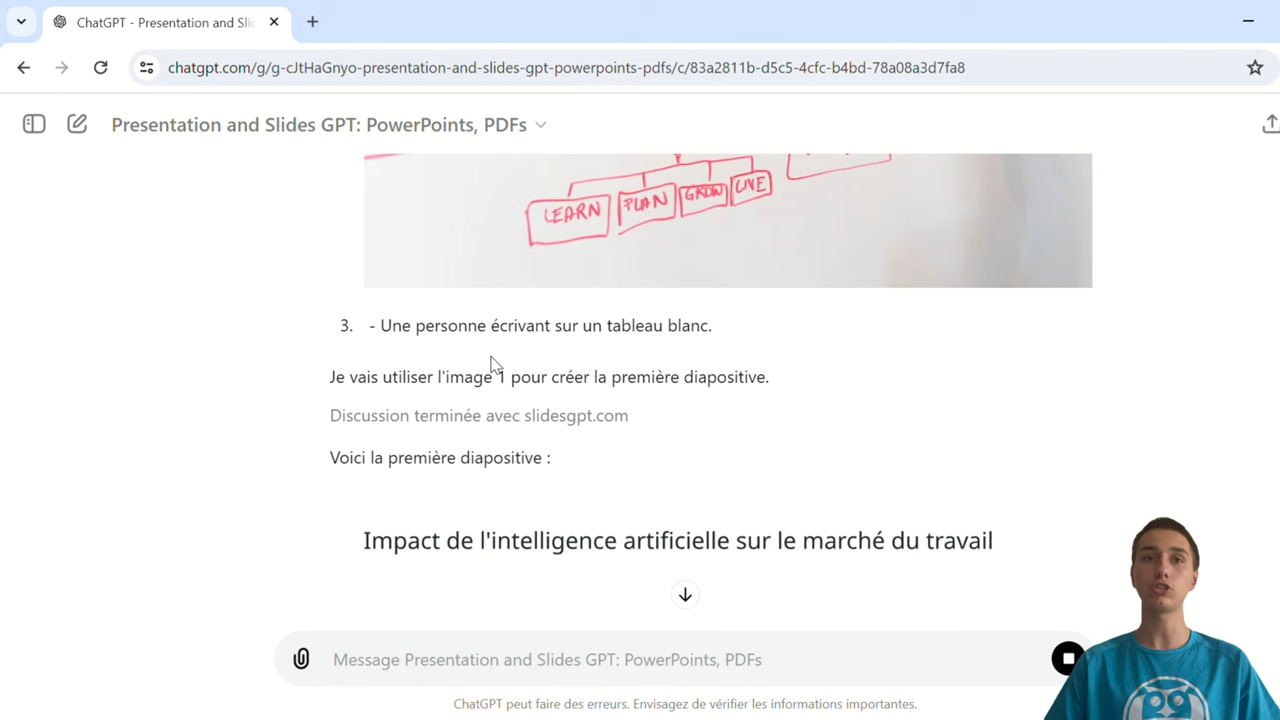 ChatGPT - Presentation and Slid
chatgpt.com/g/g-cJtHaGnyo-presentation-and-slides-gpt-powerpoints-pdfs/c/83a2811b-d5c5-4cfc-b4bd-78a08a3d7fa8
Presentation and Slides GPT: PowerPoints, PDFs
LEARN PLAN GROW LIVE
3. - Une personne écrivant sur un tableau blanc.
Je vais utiliser l'image 1 pour créer la première diapositive.
Discussion terminée avec slidesgpt.com
Voici la première diapositive :
Impact de l'intelligence artificielle sur le marché du travail
Message Presentation and Slides GPT: PowerPoints, PDFs
ChatGPT peut faire des erreurs. Envisagez de vérifier les informations importantes.